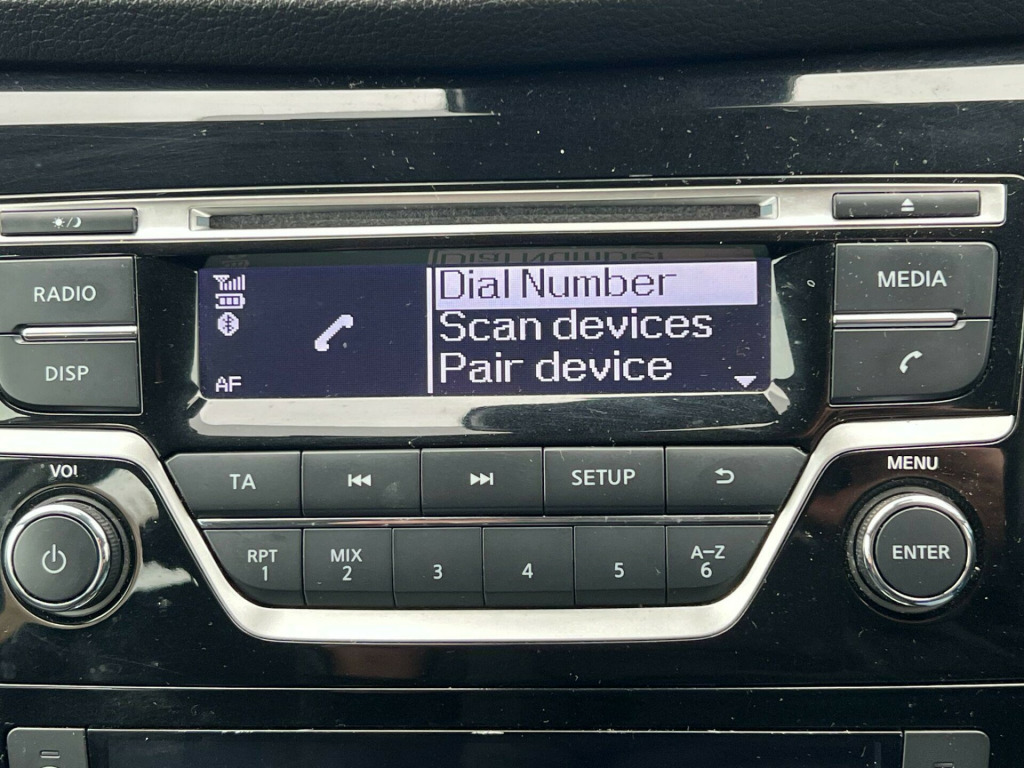 RADIO
DISP
AF
Dial Number
Scan devices
Pair device
MEDIA
VOL
MENU
TA
SETUP
RPT
1
MIX
2
3
4
5
A–Z
6
ENTER